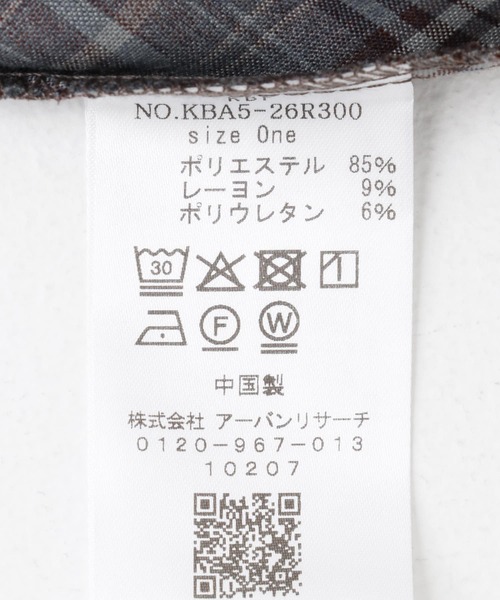 NO.KBA5-26R300
size One
ポリエステル 85%
レーヨン 9%
ポリウレタン 6%
30
F W
中国製
株式会社 アーバンリサーチ
0120-967-013
10207